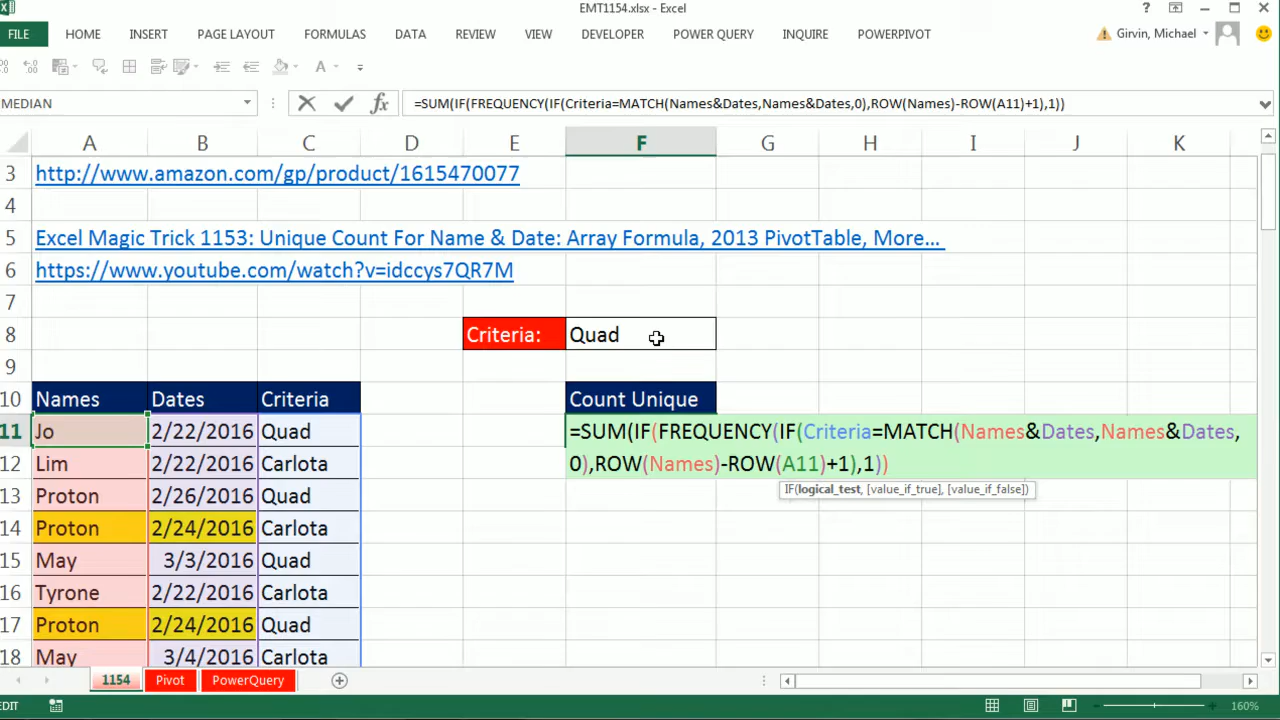 EMT1154.xlsx - Excel
FILE HOME INSERT PAGE LAYOUT FORMULAS DATA REVIEW VIEW DEVELOPER POWER QUERY INQUIRE POWERPIVOT Girvin, Michael
MEDIAN =SUM(IF(FREQUENCY(IF(Criteria=MATCH(Names&Dates,Names&Dates,0),ROW(Names)-ROW(A11)+1),1))
A B C D E F G H I J K
3 http://www.amazon.com/gp/product/1615470077
4
5 Excel Magic Trick 1153: Unique Count For Name & Date: Array Formula, 2013 PivotTable, More...
6 https://www.youtube.com/watch?v=idccys7QR7M
7
8 Criteria: Quad
9
10 Names Dates Criteria Count Unique
11 Jo 2/22/2016 Quad =SUM(IF(FREQUENCY(IF(Criteria=MATCH(Names&Dates,Names&Dates,
12 Lim 2/22/2016 Carlota 0),ROW(Names)-ROW(A11)+1),1))
IF(logical_test, [value_if_true], [value_if_false])
13 Proton 2/26/2016 Quad
14 Proton 2/24/2016 Carlota
15 May 3/3/2016 Quad
16 Tyrone 2/22/2016 Carlota
17 Proton 2/24/2016 Quad
18 May 3/4/2016 Carlota
1154 Pivot PowerQuery
EDIT 160%